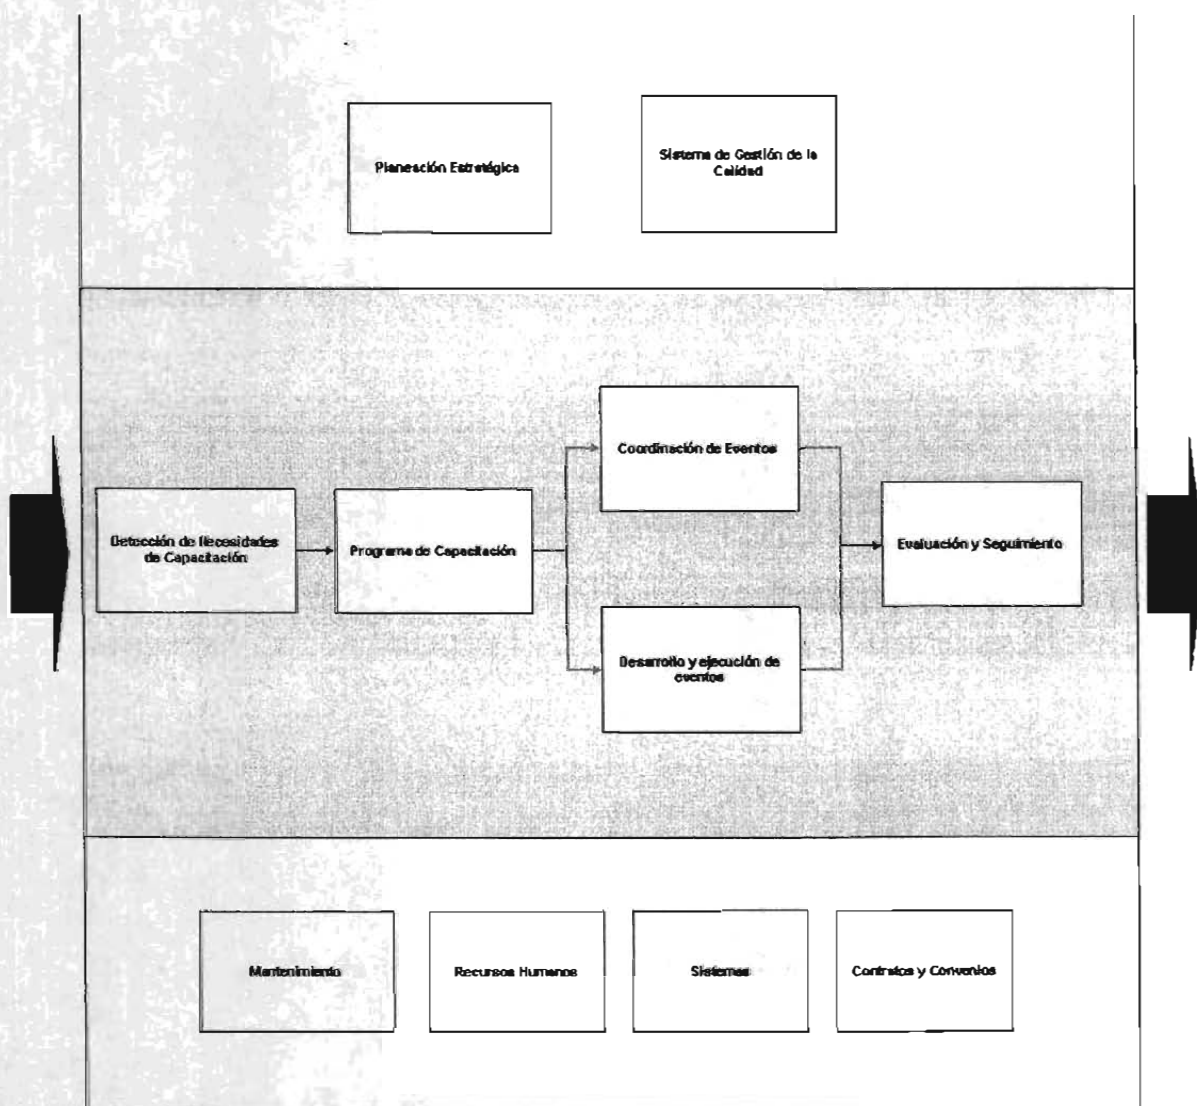 Planeación Estratégica
Sistema de Gestión de la
Calidad
Coordinación de Eventos
Detección de Necesidades
de Capacitación
Programa de Capacitación
Evaluación y Seguimiento
Desarrollo y ejecución de
eventos
Mantenimiento
Recursos Humanos
Sistemas
Contratos y Convenios